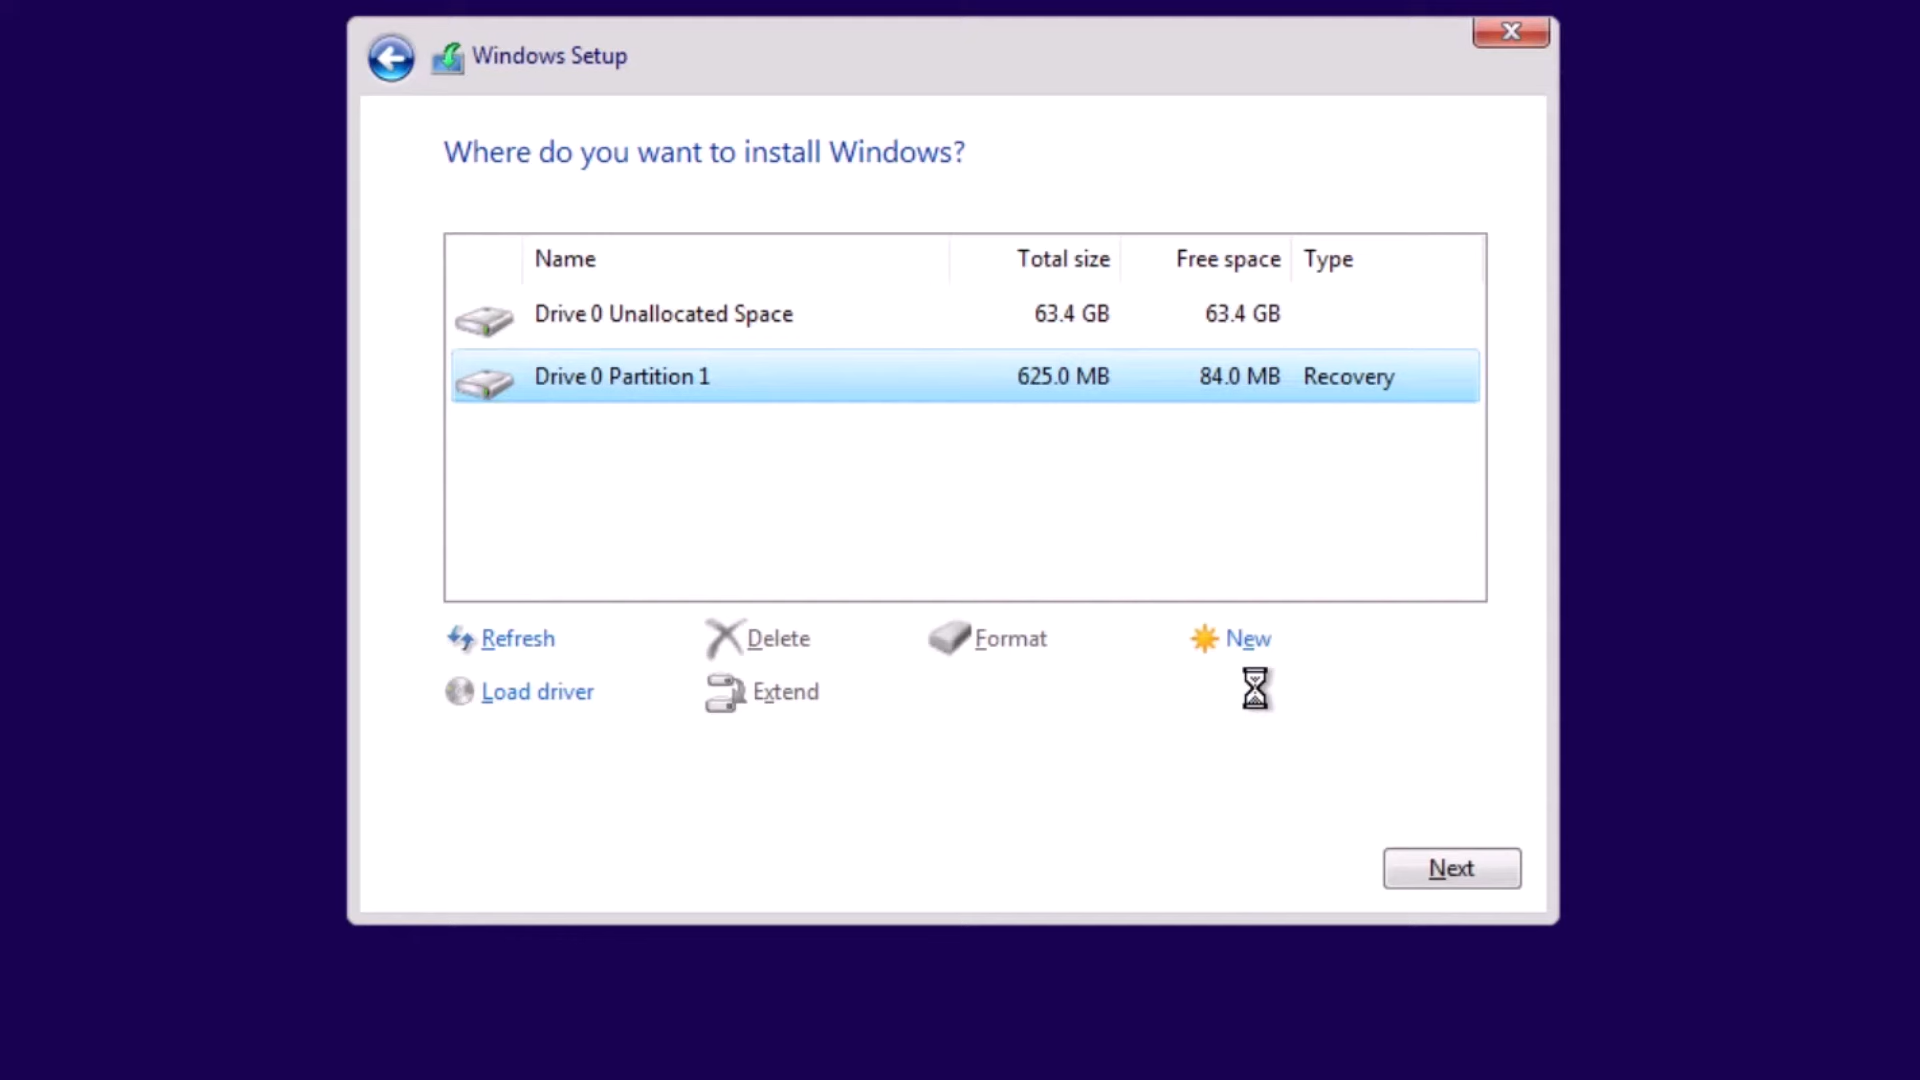 Windows Setup
Where do you want to install Windows?
Name Total size Free space Type
Drive 0 Unallocated Space 63.4 GB 63.4 GB
Drive 0 Partition 1 625.0 MB 84.0 MB Recovery
Refresh Delete Format New
Load driver Extend
Next